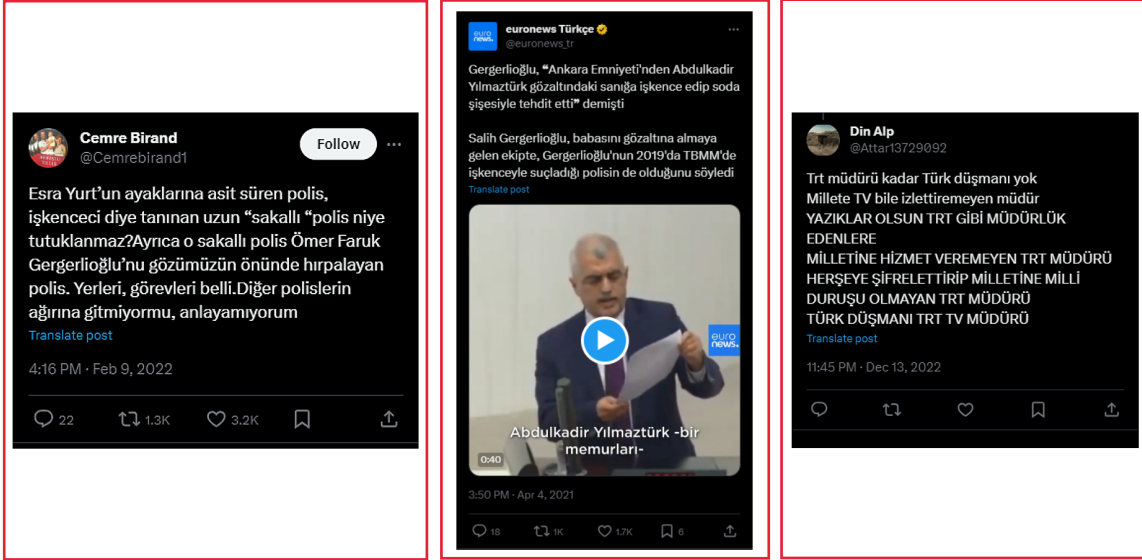 Cemre Birand
@Cemrebirand1
Follow
Esra Yurt’un ayaklarına asit süren polis,
işkenceci diye tanınan uzun “sakallı “polis niye
tutuklanmaz?Ayrıca o sakallı polis Ömer Faruk
Gergerlioğlu’nu gözümüzün önünde hırpalayan
polis. Yerleri, görevleri belli.Diğer polislerin
ağırına gitmiyormu, anlayamıyorum
Translate post
4:16 PM · Feb 9, 2022
22 1.3K 3.2K
euro
news.
euronews Türkçe
@euronews_tr
Gergerlioğlu, “Ankara Emniyeti'nden Abdulkadir
Yılmaztürk gözaltındaki sanığa işkence edip soda
şişesiyle tehdit etti” demişti
Salih Gergerlioğlu, babasını gözaltına almaya
gelen ekipte, Gergerlioğlu'nun 2019'da TBMM'de
işkenceyle suçladığı polisin de olduğunu söyledi
Translate post
euro
news.
Abdulkadir Yılmaztürk -bir
memurları-
0:40
3:50 PM · Apr 4, 2021
18 1K 1.7K 6
Din Alp
@Attar13729092
Trt müdürü kadar Türk düşmanı yok
Millete TV bile izlettiremeyen müdür
YAZIKLAR OLSUN TRT GİBİ MÜDÜRLÜK
EDENLERE
MİLLETİNE HİZMET VEREMEYEN TRT MÜDÜRÜ
HERŞEYE ŞİFRELETTİRİP MİLLETİNE MİLLİ
DURUŞU OLMAYAN TRT MÜDÜRÜ
TÜRK DÜŞMANI TRT TV MÜDÜRÜ
Translate post
11:45 PM · Dec 13, 2022